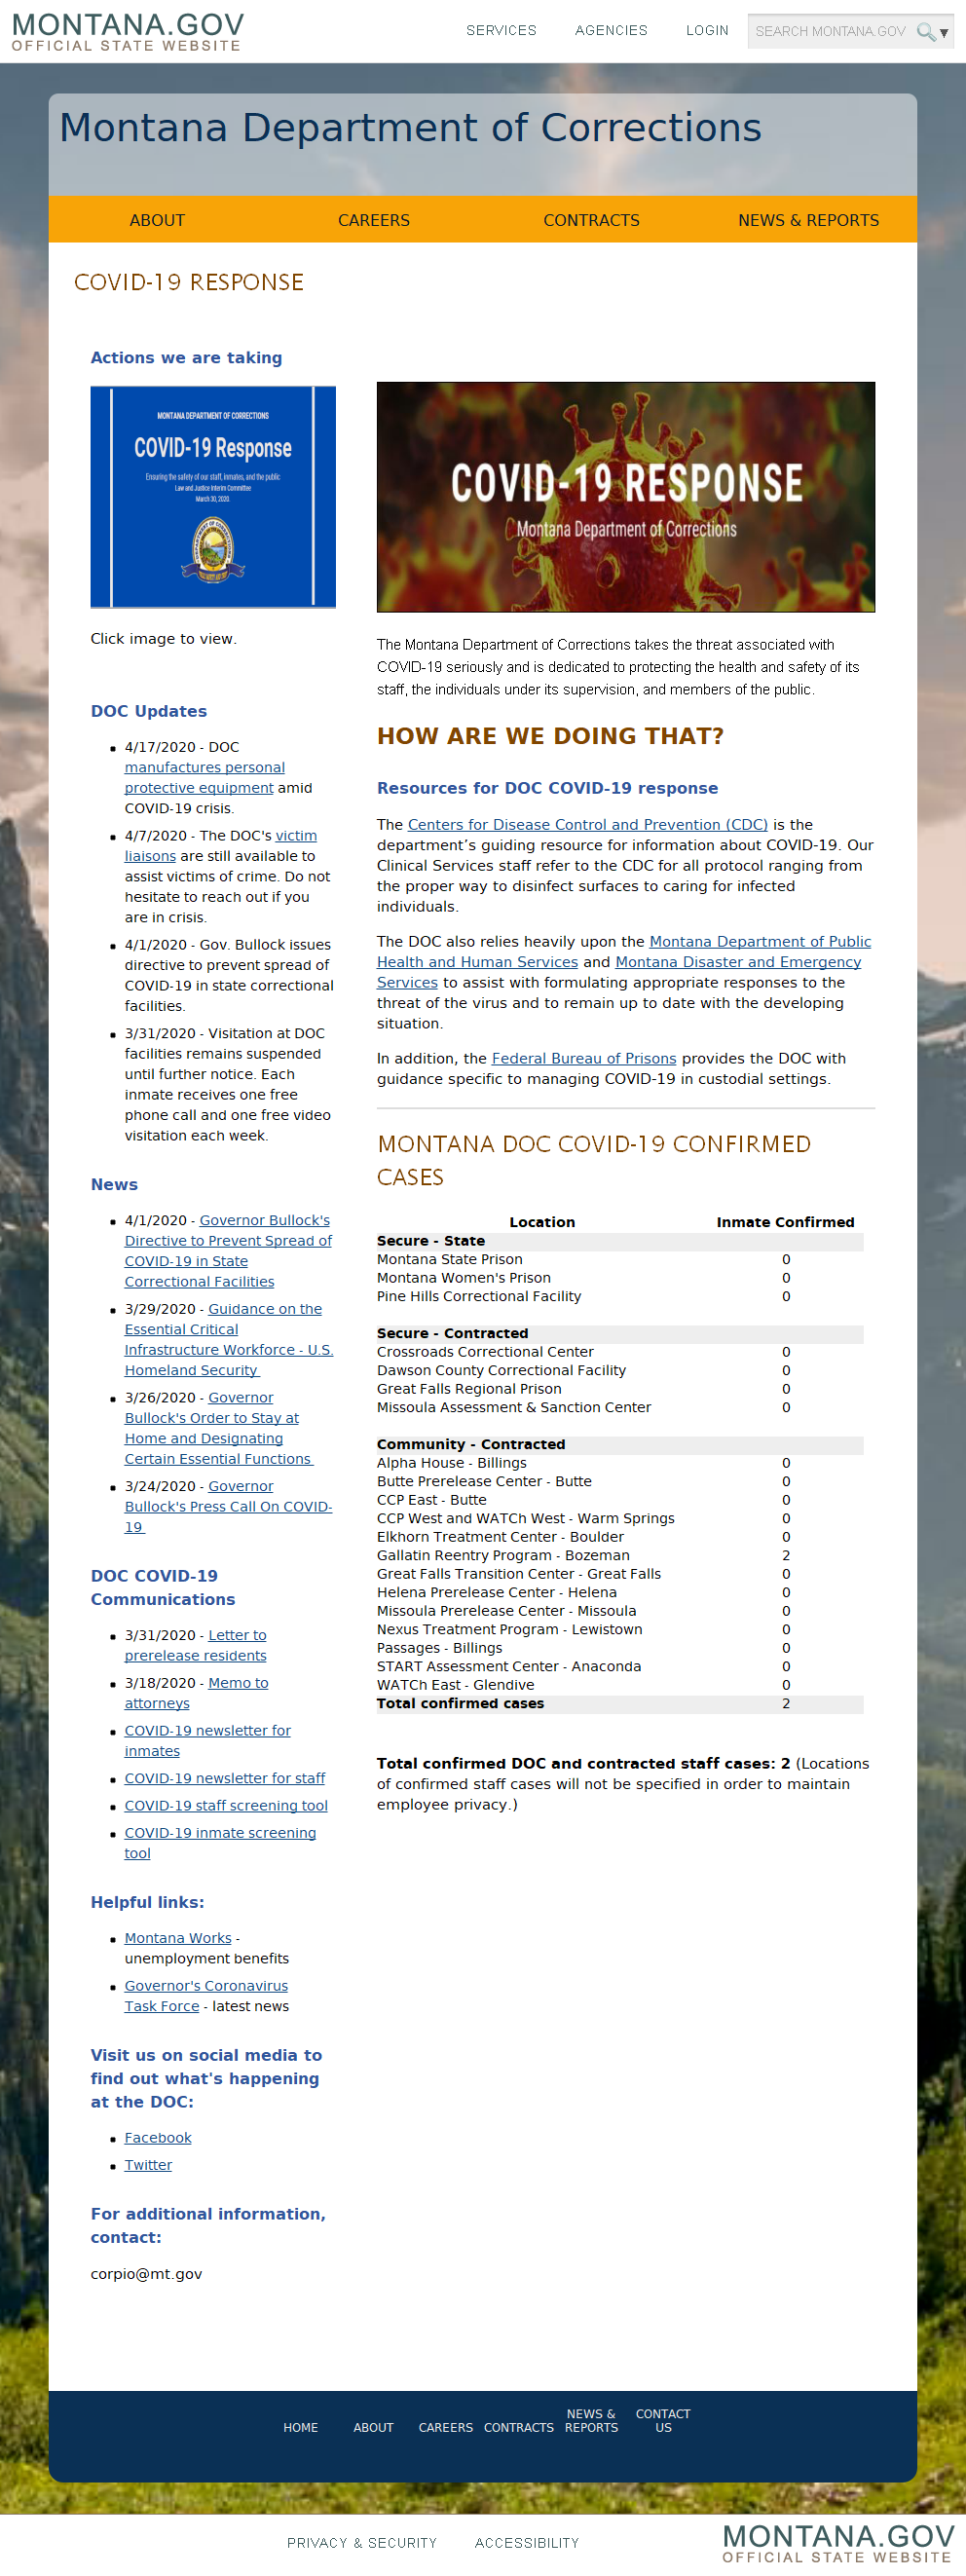 MONTANA.GOV
OFFICIAL STATE WEBSITE
SERVICES
AGENCIES
LOGIN
SEARCH MONTANA.GOV
Montana Department of Corrections
ABOUT
CAREERS
CONTRACTS
NEWS & REPORTS
COVID-19 RESPONSE
Actions we are taking
MONTANA DEPARTMENT OF CORRECTIONS
COVID-19 Response
Ensuring the safety of our staff, inmates, and the public
Law and Justice Interim Committee
March 30, 2020
Click image to view.
DOC Updates
4/17/2020 - DOC
manufactures personal
protective equipment amid
COVID-19 crisis.
4/7/2020 - The DOC's victim
liaisons are still available to
assist victims of crime. Do not
hesitate to reach out if you
are in crisis.
4/1/2020 - Gov. Bullock issues
directive to prevent spread of
COVID-19 in state correctional
facilities.
3/31/2020 - Visitation at DOC
facilities remains suspended
until further notice. Each
inmate receives one free
phone call and one free video
visitation each week.
News
4/1/2020 - Governor Bullock's
Directive to Prevent Spread of
COVID-19 in State
Correctional Facilities
3/29/2020 - Guidance on the
Essential Critical
Infrastructure Workforce - U.S.
Homeland Security
3/26/2020 - Governor
Bullock's Order to Stay at
Home and Designating
Certain Essential Functions
3/24/2020 - Governor
Bullock's Press Call On COVID-
19
DOC COVID-19
Communications
3/31/2020 - Letter to
prerelease residents
3/18/2020 - Memo to
attorneys
COVID-19 newsletter for
inmates
COVID-19 newsletter for staff
COVID-19 staff screening tool
COVID-19 inmate screening
tool
Helpful links:
Montana Works -
unemployment benefits
Governor's Coronavirus
Task Force - latest news
Visit us on social media to
find out what's happening
at the DOC:
Facebook
Twitter
For additional information,
contact:
corpio@mt.gov
COVID-19 RESPONSE
Montana Department of Corrections
The Montana Department of Corrections takes the threat associated with
COVID-19 seriously and is dedicated to protecting the health and safety of its
staff, the individuals under its supervision, and members of the public.
HOW ARE WE DOING THAT?
Resources for DOC COVID-19 response
The Centers for Disease Control and Prevention (CDC) is the
department’s guiding resource for information about COVID-19. Our
Clinical Services staff refer to the CDC for all protocol ranging from
the proper way to disinfect surfaces to caring for infected
individuals.
The DOC also relies heavily upon the Montana Department of Public
Health and Human Services and Montana Disaster and Emergency
Services to assist with formulating appropriate responses to the
threat of the virus and to remain up to date with the developing
situation.
In addition, the Federal Bureau of Prisons provides the DOC with
guidance specific to managing COVID-19 in custodial settings.
MONTANA DOC COVID-19 CONFIRMED
CASES
Location Inmate Confirmed
Secure - State
Montana State Prison 0
Montana Women's Prison 0
Pine Hills Correctional Facility 0
Secure - Contracted
Crossroads Correctional Center 0
Dawson County Correctional Facility 0
Great Falls Regional Prison 0
Missoula Assessment & Sanction Center 0
Community - Contracted
Alpha House - Billings 0
Butte Prerelease Center - Butte 0
CCP East - Butte 0
CCP West and WATCh West - Warm Springs 0
Elkhorn Treatment Center - Boulder 0
Gallatin Reentry Program - Bozeman 2
Great Falls Transition Center - Great Falls 0
Helena Prerelease Center - Helena 0
Missoula Prerelease Center - Missoula 0
Nexus Treatment Program - Lewistown 0
Passages - Billings 0
START Assessment Center - Anaconda 0
WATCh East - Glendive 0
Total confirmed cases 2
Total confirmed DOC and contracted staff cases: 2 (Locations
of confirmed staff cases will not be specified in order to maintain
employee privacy.)
HOME
ABOUT
CAREERS
CONTRACTS
NEWS &
REPORTS
CONTACT
US
PRIVACY & SECURITY
ACCESSIBILITY
MONTANA.GOV
OFFICIAL STATE WEBSITE